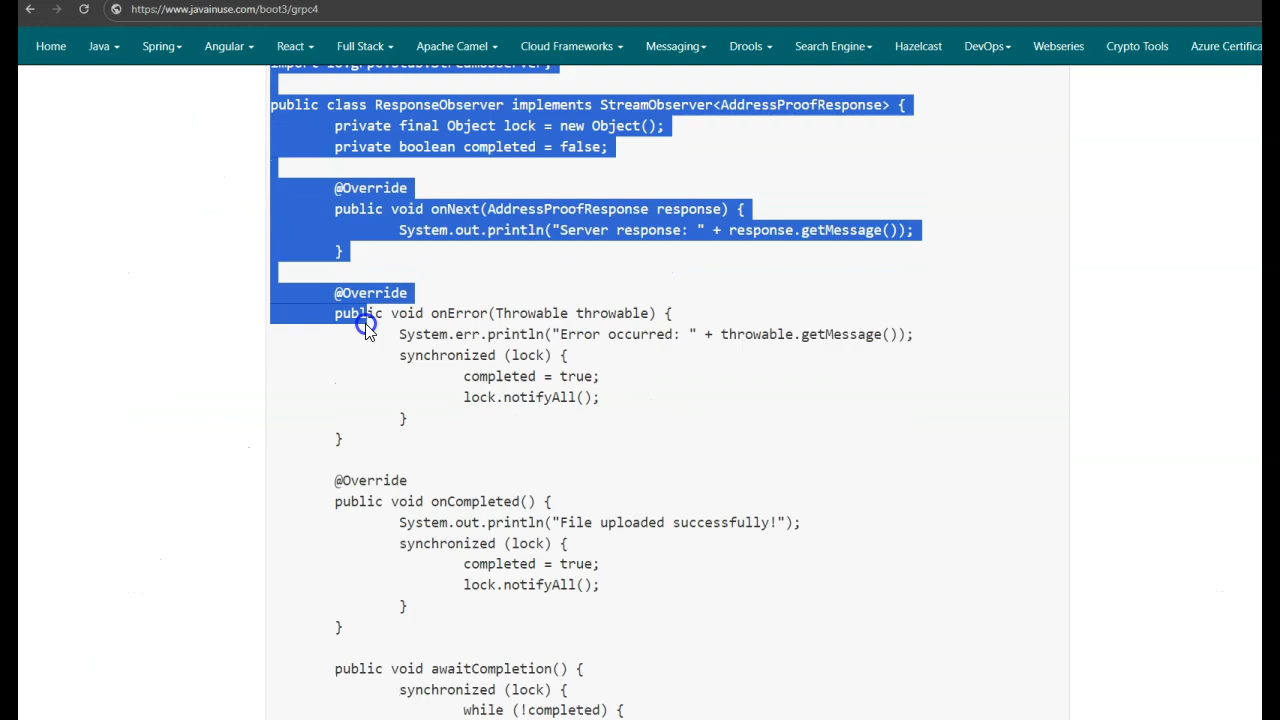 https://www.javainuse.com/boot3/grpc4
Home Java Spring Angular React Full Stack Apache Camel Cloud Frameworks Messaging Drools Search Engine Hazelcast DevOps Webseries Crypto Tools Azure Certifica
import io.grpc.stub.StreamObserver;
public class ResponseObserver implements StreamObserver<AddressProofResponse> {
private final Object lock = new Object();
private boolean completed = false;
@Override
public void onNext(AddressProofResponse response) {
System.out.println("Server response: " + response.getMessage());
}
@Override
public void onError(Throwable throwable) {
System.err.println("Error occurred: " + throwable.getMessage());
synchronized (lock) {
completed = true;
lock.notifyAll();
}
}
@Override
public void onCompleted() {
System.out.println("File uploaded successfully!");
synchronized (lock) {
completed = true;
lock.notifyAll();
}
}
public void awaitCompletion() {
synchronized (lock) {
while (!completed) {